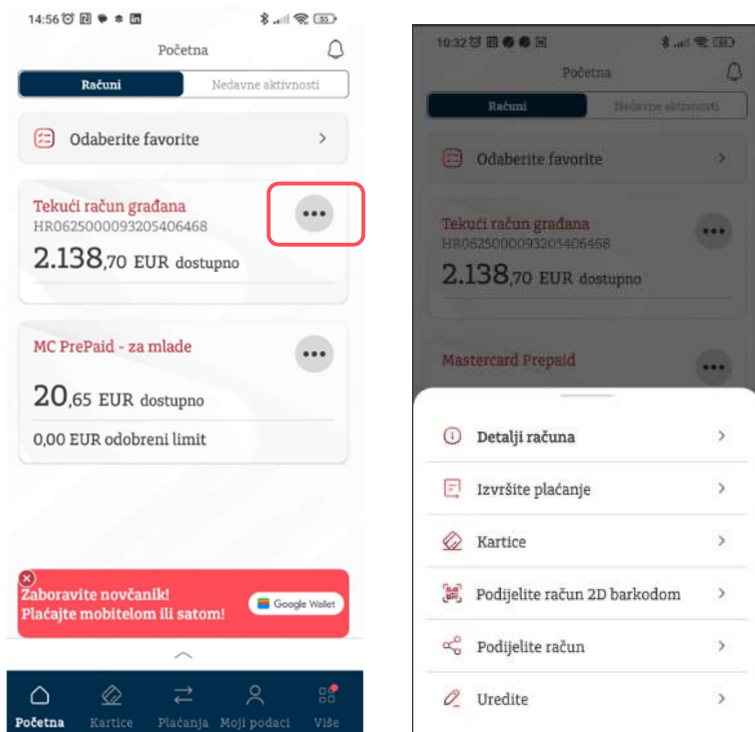 14:56
55
Početna
Računi
Nedavne aktivnosti
Odaberite favorite
Tekući račun građana
HR0625000093205406468
2.138,70 EUR dostupno
MC PrePaid - za mlade
20,65 EUR dostupno
0,00 EUR odobreni limit
Zaboravite novčanik!
Plaćajte mobitelom ili satom!
Google Wallet
Početna
Kartice
Plaćanja
Moji podaci
Više
10:32
Početna
Računi
Nedavne aktivnosti
Odaberite favorite
Tekući račun građana
HR0625000093205406468
2.138,70 EUR dostupno
Mastercard Prepaid
Detalji računa
Izvršite plaćanje
Kartice
Podijelite račun 2D barkodom
Podijelite račun
Uredite